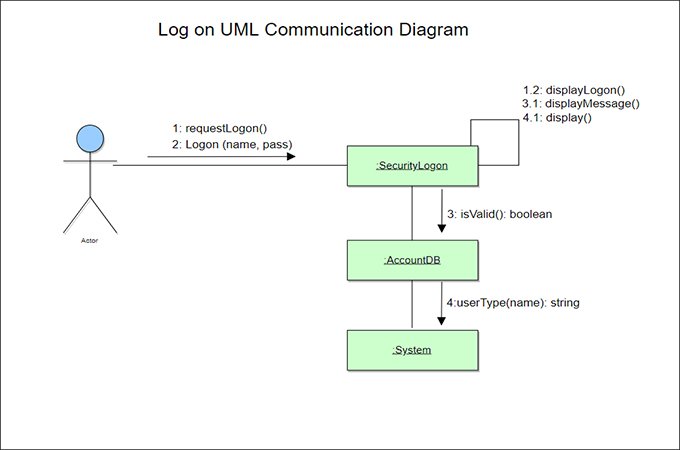 Log on UML Communication Diagram
1.2: displayLogon()
3.1: displayMessage()
4.1: display()
1: requestLogon()
2: Logon (name, pass)
:SecurityLogon
Actor
3: isValid(): boolean
:AccountDB
4:userType(name): string
:System